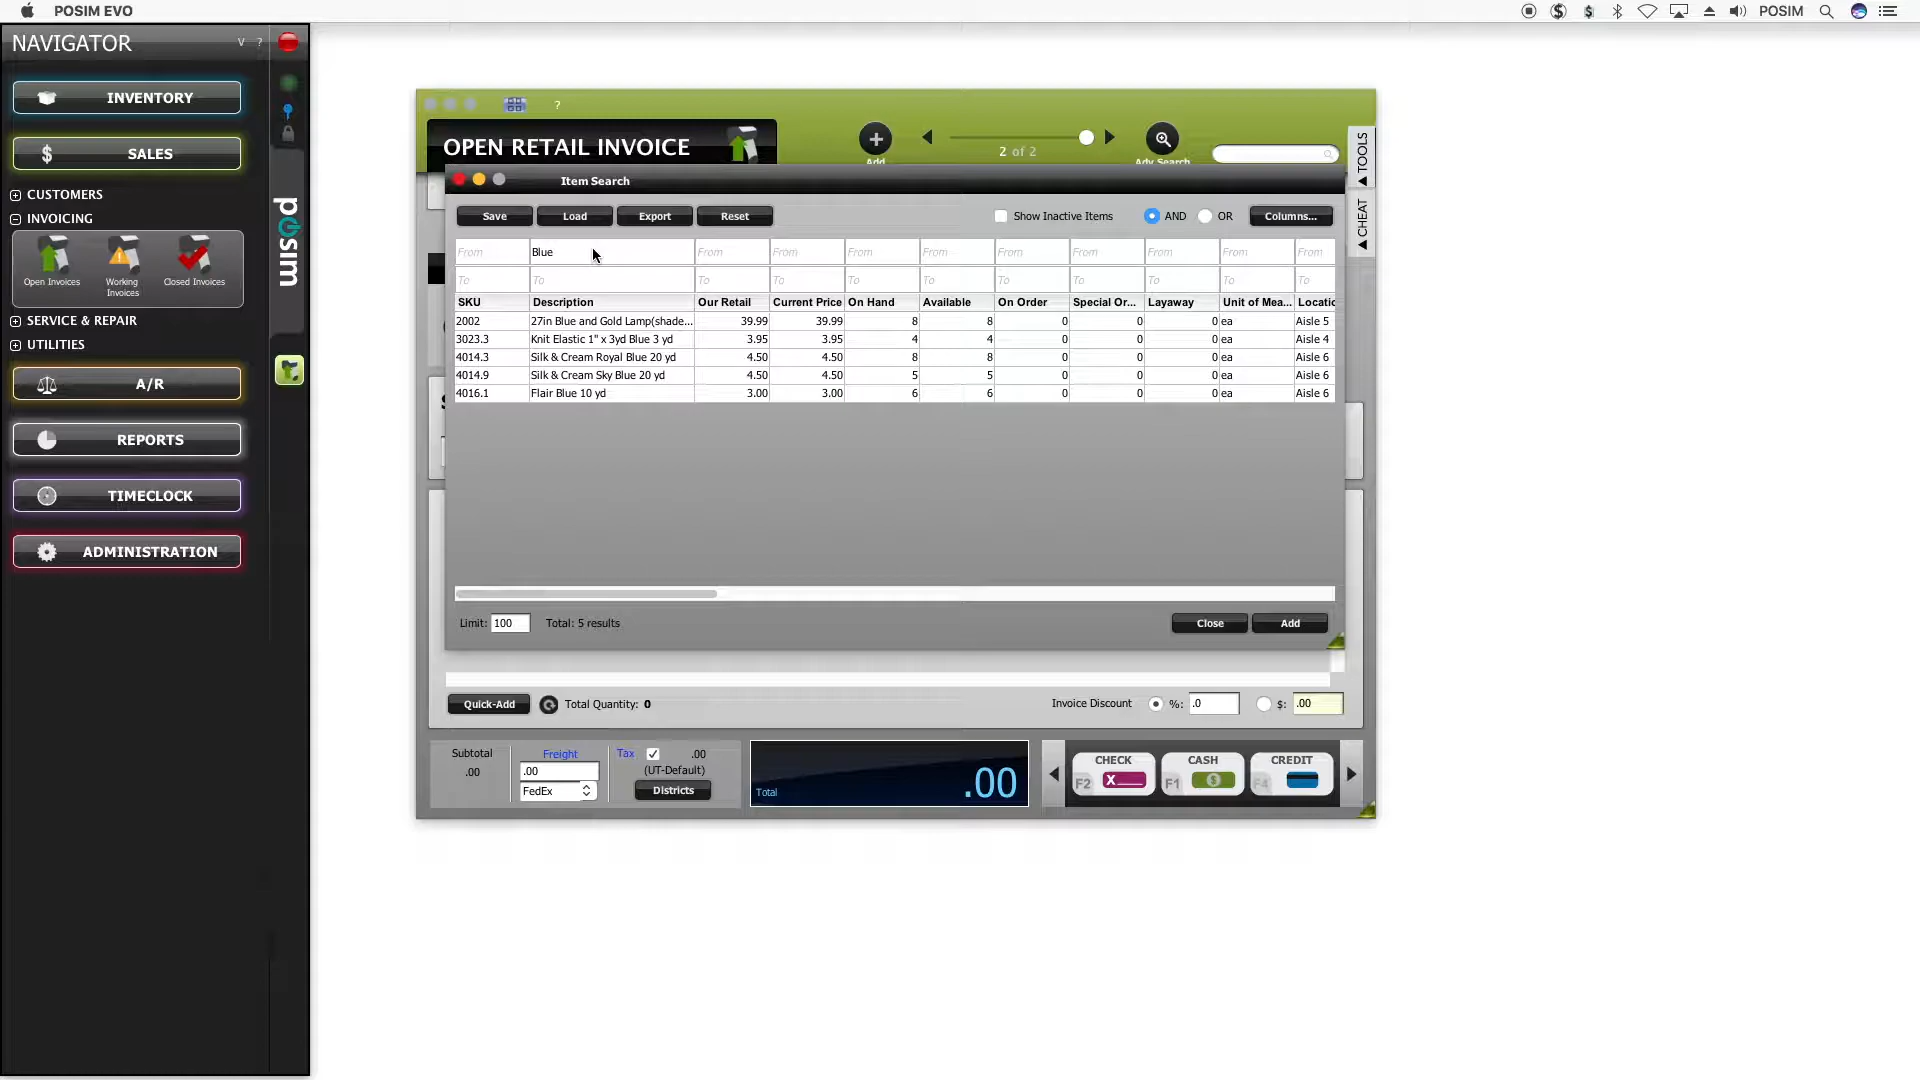 POSIM EVO
POSIM
NAVIGATOR
V ?
INVENTORY
$ SALES
CUSTOMERS
INVOICING
Open Invoices
Working Invoices
Closed Invoices
SERVICE & REPAIR
UTILITIES
A/R
REPORTS
TIMECLOCK
ADMINISTRATION
posim
?
OPEN RETAIL INVOICE
Add
2 of 2
Adv Search
TOOLS
CHEAT
Item Search
Save Load Export Reset
Show Inactive Items AND OR Columns...
From Blue From From From From From From From From From
To To To To To To To To To To To
SKU Description Our Retail Current Price On Hand Available On Order Special Or... Layaway Unit of Mea... Locatic
2002 27in Blue and Gold Lamp(shade... 39.99 39.99 8 8 0 0 0 ea Aisle 5
3023.3 Knit Elastic 1" x 3yd Blue 3 yd 3.95 3.95 4 4 0 0 0 ea Aisle 4
4014.3 Silk & Cream Royal Blue 20 yd 4.50 4.50 8 8 0 0 0 ea Aisle 6
4014.9 Silk & Cream Sky Blue 20 yd 4.50 4.50 5 5 0 0 0 ea Aisle 6
4016.1 Flair Blue 10 yd 3.00 3.00 6 6 0 0 0 ea Aisle 6
Limit: 100 Total: 5 results Close Add
Quick-Add Total Quantity: 0 Invoice Discount %: .0 $: .00
Subtotal
.00
Freight
.00
FedEx
Tax .00
(UT-Default)
Districts
Total .00
CHECK
F2
CASH
F1
CREDIT
F4